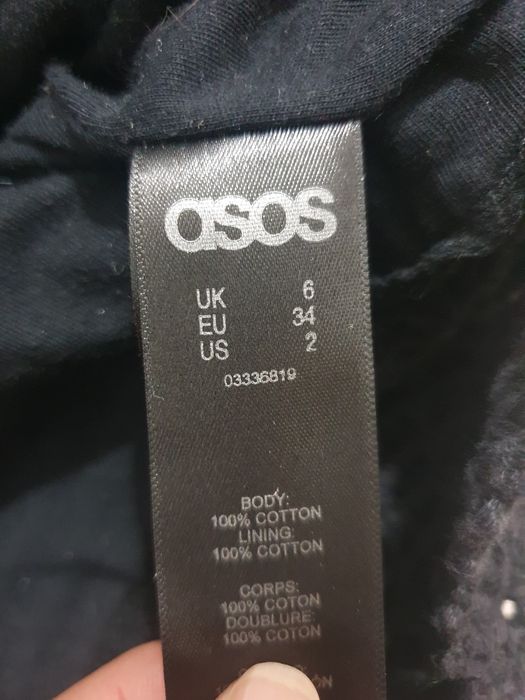 asos
UK 6
EU 34
US 2
03336819
BODY:
100% COTTON
LINING:
100% COTTON
CORPS:
100% COTON
DOUBLURE:
100% COTON